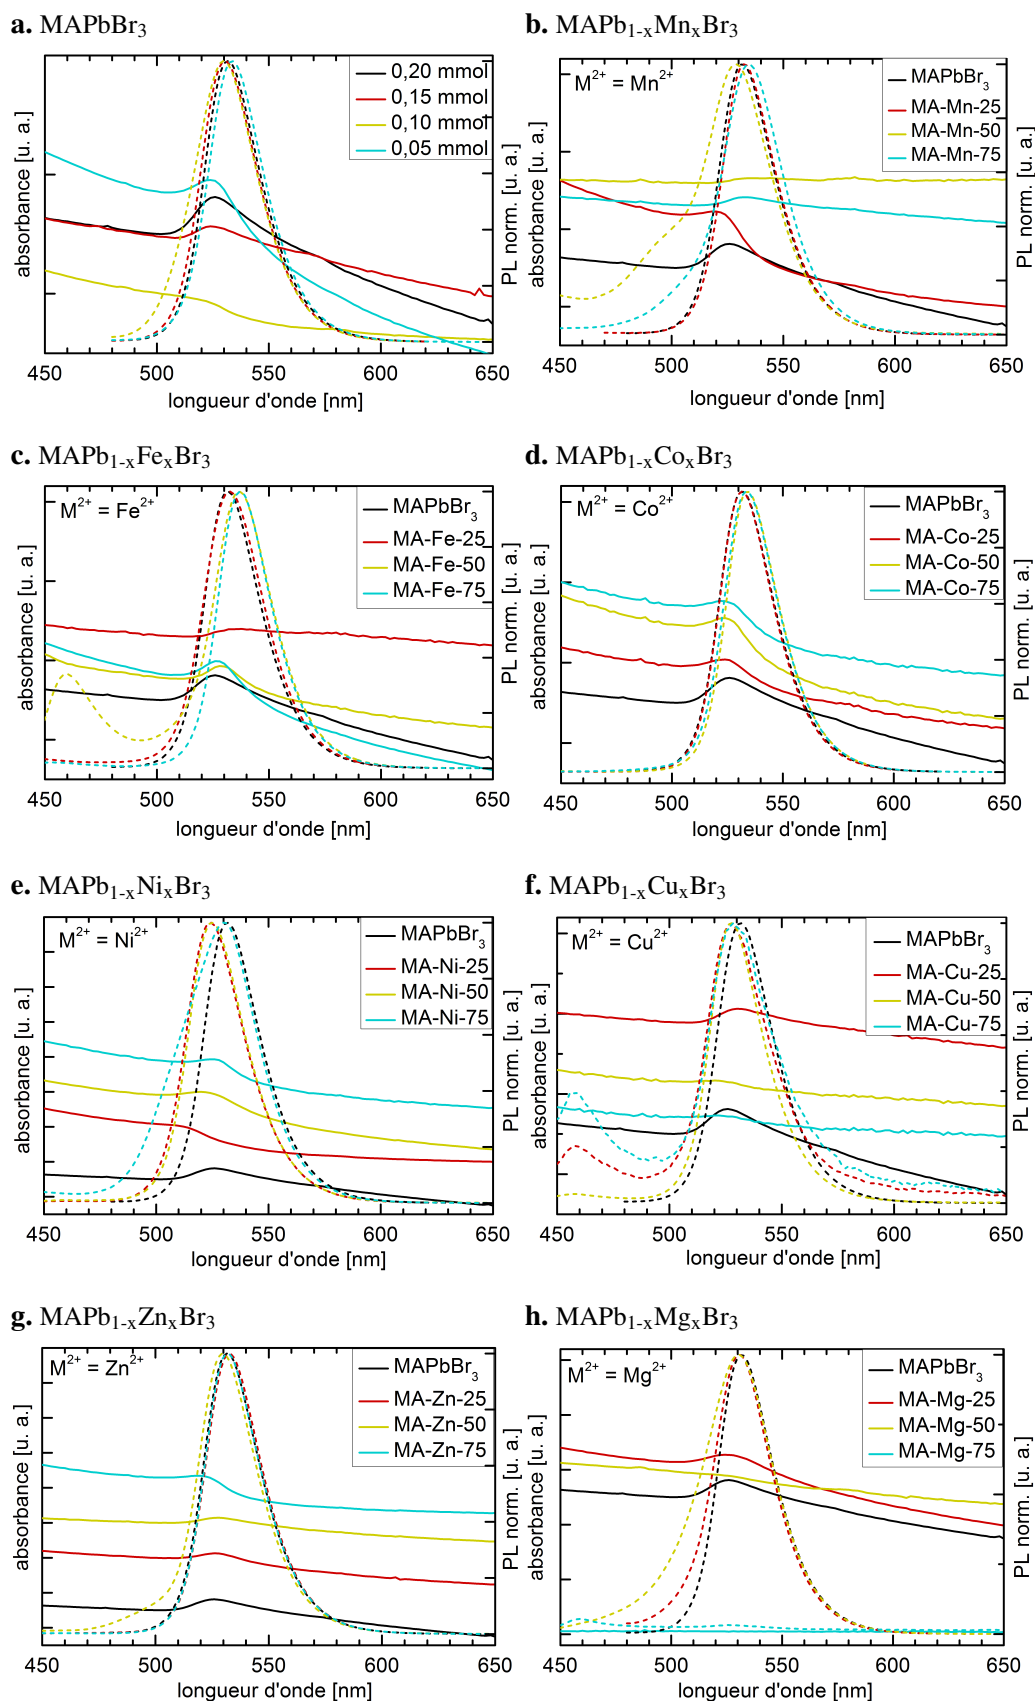 a. MAPbBr3
absorbance [u. a.]
0,20 mmol
0,15 mmol
0,10 mmol
0,05 mmol
PL norm. [u. a.]
450 500 550 600 650
longueur d'onde [nm]
b. MAPb1-xMnxBr3
absorbance [u. a.]
M2+ = Mn2+
MAPbBr3
MA-Mn-25
MA-Mn-50
MA-Mn-75
PL norm. [u. a.]
450 500 550 600 650
longueur d'onde [nm]
c. MAPb1-xFexBr3
absorbance [u. a.]
M2+ = Fe2+
MAPbBr3
MA-Fe-25
MA-Fe-50
MA-Fe-75
PL norm. [u. a.]
450 500 550 600 650
longueur d'onde [nm]
d. MAPb1-xCoxBr3
absorbance [u. a.]
M2+ = Co2+
MAPbBr3
MA-Co-25
MA-Co-50
MA-Co-75
PL norm. [u. a.]
450 500 550 600 650
longueur d'onde [nm]
e. MAPb1-xNixBr3
absorbance [u. a.]
M2+ = Ni2+
MAPbBr3
MA-Ni-25
MA-Ni-50
MA-Ni-75
PL norm. [u. a.]
450 500 550 600 650
longueur d'onde [nm]
f. MAPb1-xCuxBr3
absorbance [u. a.]
M2+ = Cu2+
MAPbBr3
MA-Cu-25
MA-Cu-50
MA-Cu-75
PL norm. [u. a.]
450 500 550 600 650
longueur d'onde [nm]
g. MAPb1-xZnxBr3
absorbance [u. a.]
M2+ = Zn2+
MAPbBr3
MA-Zn-25
MA-Zn-50
MA-Zn-75
PL norm. [u. a.]
450 500 550 600 650
longueur d'onde [nm]
h. MAPb1-xMgxBr3
absorbance [u. a.]
M2+ = Mg2+
MAPbBr3
MA-Mg-25
MA-Mg-50
MA-Mg-75
PL norm. [u. a.]
450 500 550 600 650
longueur d'onde [nm]